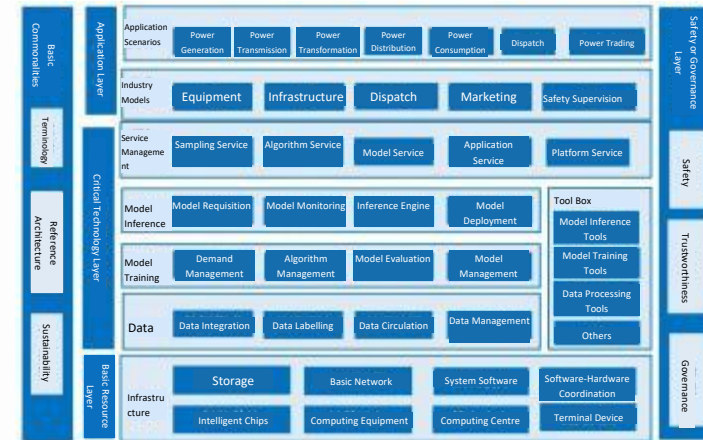 Basic
Commonalities
Terminology
Reference
Architecture
Sustainability
Application Layer
Critical Technology Layer
Basic Resource
Layer
Application
Scenarios
Power
Generation
Power
Transmission
Power
Transformation
Power
Distribution
Power
Consumption
Dispatch
Power Trading
Industry
Models
Equipment
Infrastructure
Dispatch
Marketing
Safety Supervision
Service
Manageme
nt
Sampling Service
Algorithm Service
Model Service
Application
Service
Platform Service
Model
Inference
Model Requisition
Model Monitoring
Inference Engine
Model
Deployment
Model
Training
Demand
Management
Algorithm
Management
Model Evaluation
Model
Management
Data
Data Integration
Data Labelling
Data Circulation
Data Management
Tool Box
Model Inference
Tools
Model Training
Tools
Data Processing
Tools
Others
Infrastru
cture
Storage
Basic Network
System Software
Software-Hardware
Coordination
Intelligent Chips
Computing Equipment
Computing Centre
Terminal Device
Safety or Governance
Layer
Safety
Trustworthiness
Governance